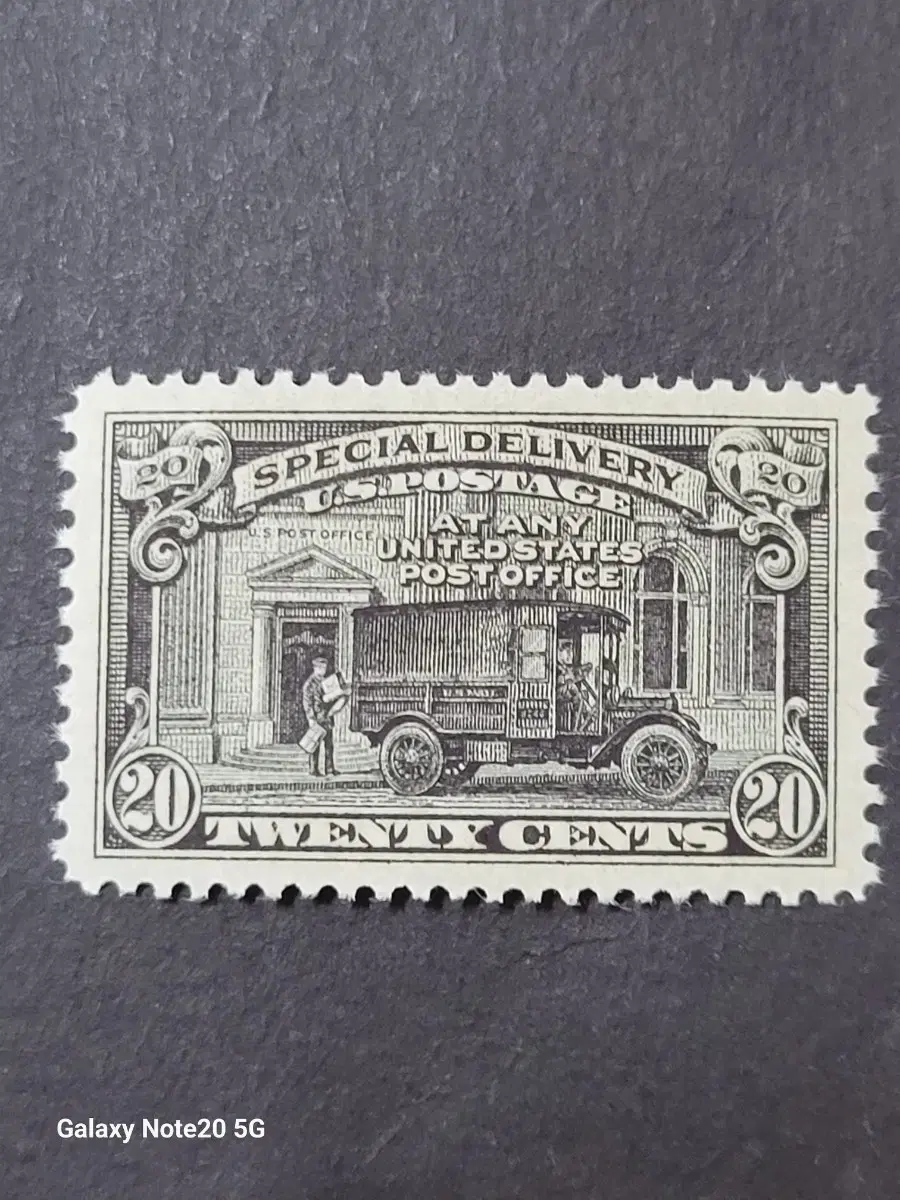 SPECIAL DELIVERY
20 20
U.S. POSTAGE
AT ANY
U.S POST OFFICE
UNITED STATES
POST OFFICE
20 TWENTY CENTS 20
Galaxy Note20 5G